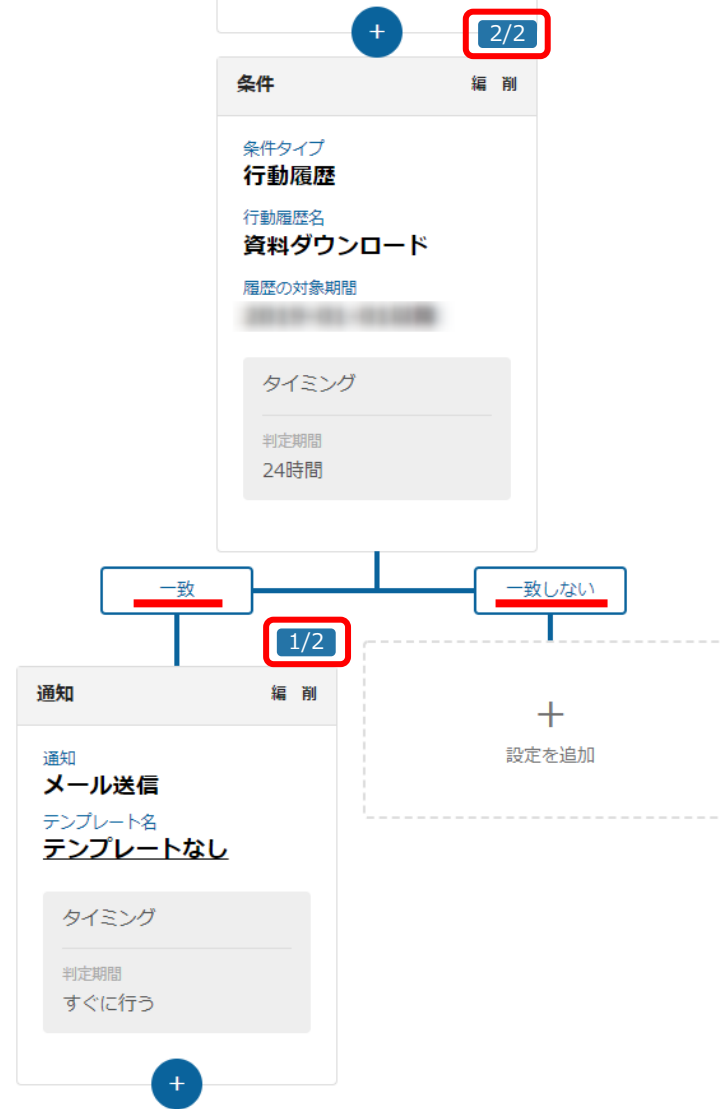 +
2/2
条件 編 削
条件タイプ
行動履歴
行動履歴名
資料ダウンロード
履歴の対象期間
タイミング
判定期間
24時間
一致 一致しない
1/2
通知 編 削
通知
メール送信
テンプレート名
テンプレートなし
タイミング
判定期間
すぐに行う
+
+
設定を追加